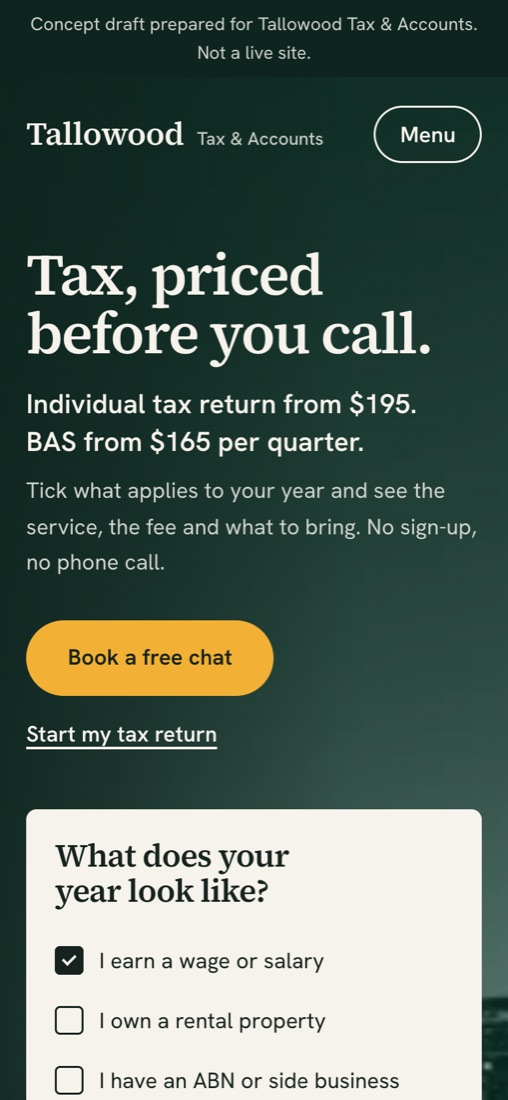 Concept draft prepared for Tallowood Tax & Accounts.
Not a live site.
Tallowood Tax & Accounts
Menu
Tax, priced
before you call.
Individual tax return from $195.
BAS from $165 per quarter.
Tick what applies to your year and see the
service, the fee and what to bring. No sign-up,
no phone call.
Book a free chat
Start my tax return
What does your
year look like?
I earn a wage or salary
I own a rental property
I have an ABN or side business